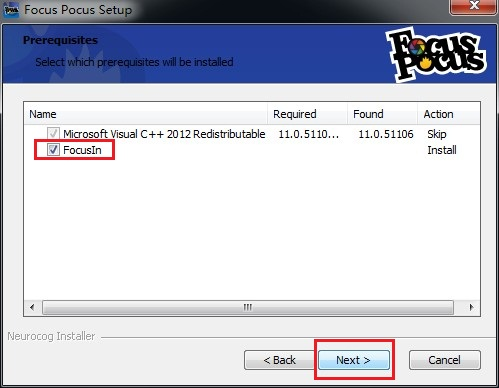 Focus Pocus Setup
Prerequisites
Select which prerequisites will be installed
Focus
Pocus
Name Required Found Action
Microsoft Visual C++ 2012 Redistributable 11.0.5110... 11.0.51106 Skip
FocusIn Install
Neurocog Installer
< Back Next > Cancel